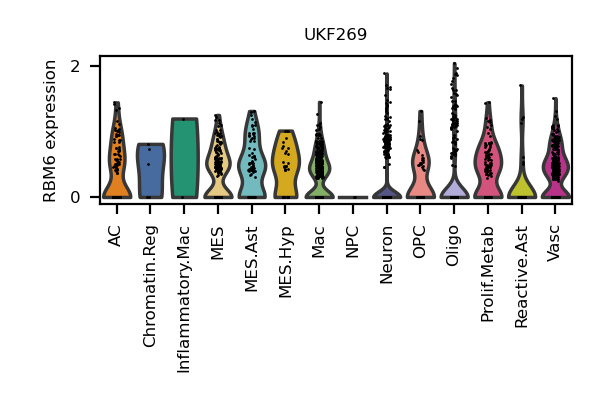 UKF269
RBM6 expression
2
0
AC
Chromatin.Reg
Inflammatory.Mac
MES
MES.Ast
MES.Hyp
Mac
NPC
Neuron
OPC
Oligo
Prolif.Metab
Reactive.Ast
Vasc